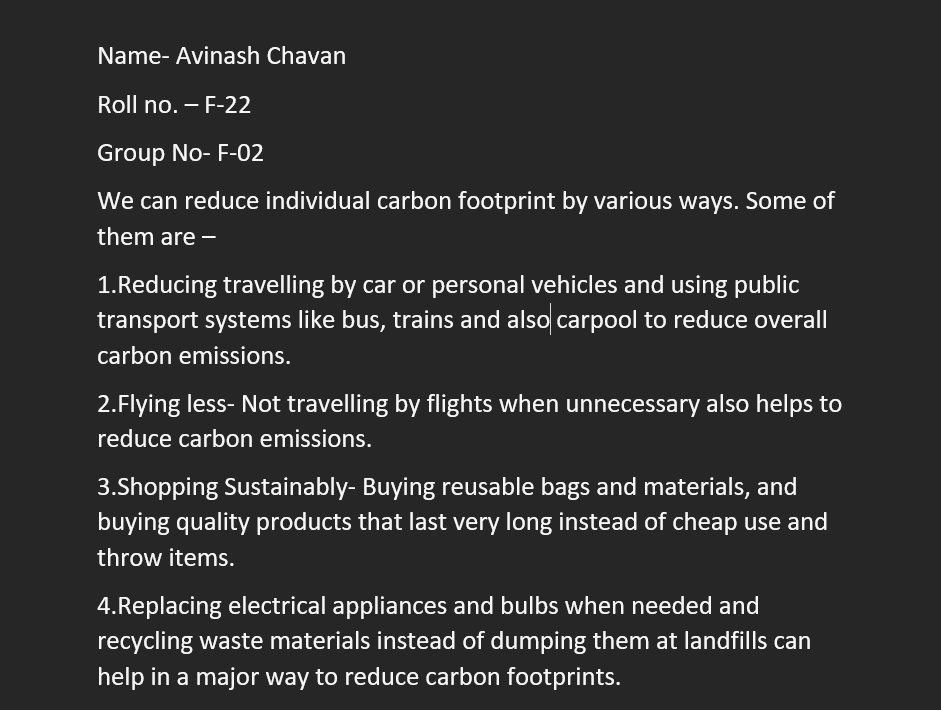 Name- Avinash Chavan
Roll no. – F-22
Group No- F-02
We can reduce individual carbon footprint by various ways. Some of
them are –
1.Reducing travelling by car or personal vehicles and using public
transport systems like bus, trains and also carpool to reduce overall
carbon emissions.
2.Flying less- Not travelling by flights when unnecessary also helps to
reduce carbon emissions.
3.Shopping Sustainably- Buying reusable bags and materials, and
buying quality products that last very long instead of cheap use and
throw items.
4.Replacing electrical appliances and bulbs when needed and
recycling waste materials instead of dumping them at landfills can
help in a major way to reduce carbon footprints.